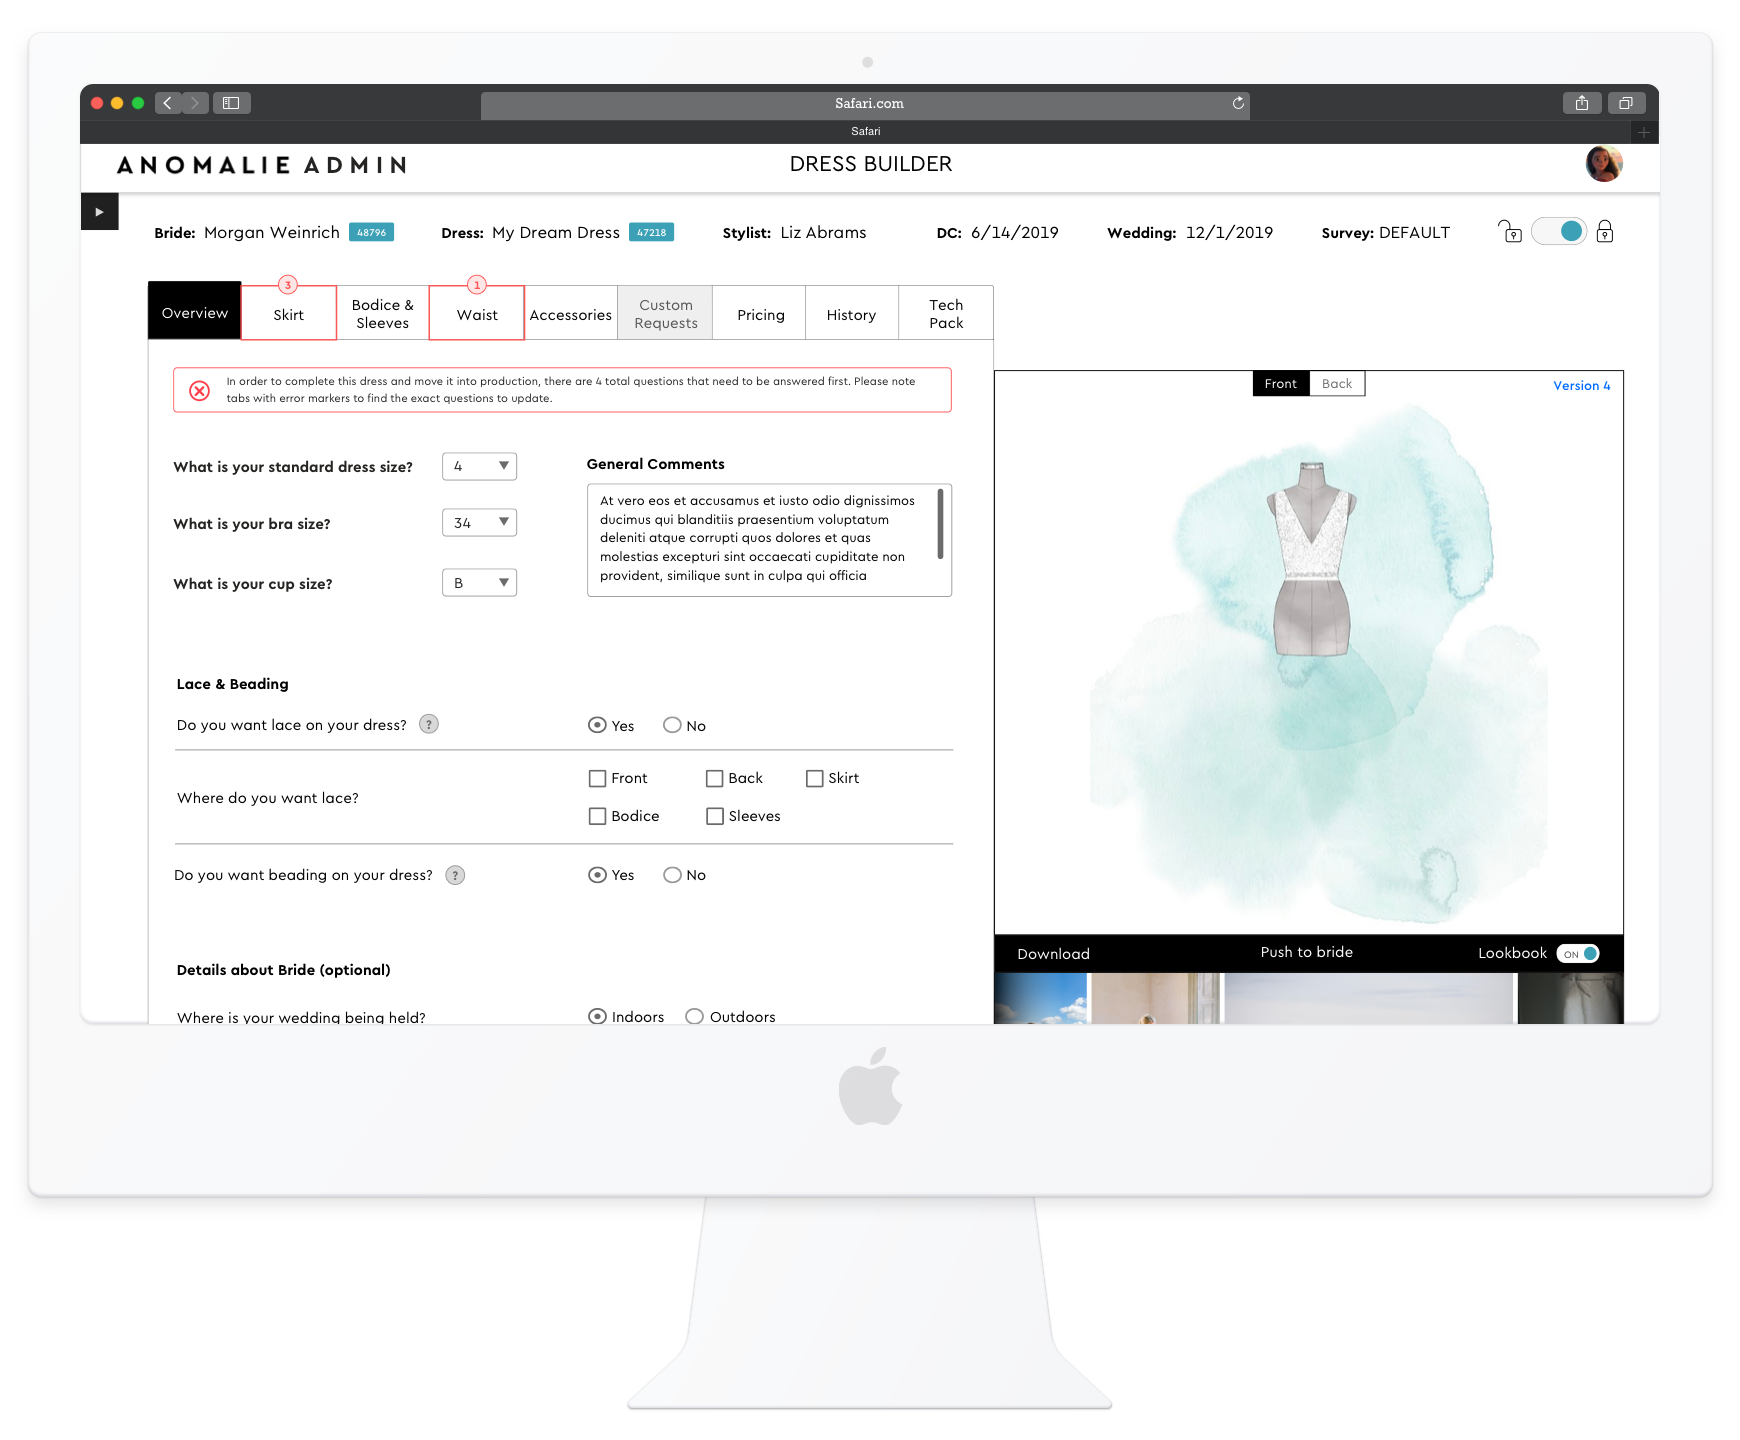 Safari.com
Safari
ANOMALIE ADMIN
DRESS BUILDER
Bride: Morgan Weinrich 48796
Dress: My Dream Dress 47218
Stylist: Liz Abrams
DC: 6/14/2019
Wedding: 12/1/2019
Survey: DEFAULT
Overview
3
Skirt
Bodice &
Sleeves
1
Waist
Accessories
Custom
Requests
Pricing
History
Tech
Pack
In order to complete this dress and move it into production, there are 4 total questions that need to be answered first. Please note
tabs with error markers to find the exact questions to update.
What is your standard dress size? 4
What is your bra size? 34
What is your cup size? B
General Comments
At vero eos et accusamus et iusto odio dignissimos
ducimus qui blanditiis praesentium voluptatum
deleniti atque corrupti quos dolores et quas
molestias excepturi sint occaecati cupiditate non
provident, similique sunt in culpa qui officia
Lace & Beading
Do you want lace on your dress? ? Yes No
Where do you want lace?
Front Back Skirt
Bodice Sleeves
Do you want beading on your dress? ? Yes No
Details about Bride (optional)
Where is your wedding being held? Indoors Outdoors
Front Back
Version 4
Download
Push to bride
Lookbook ON